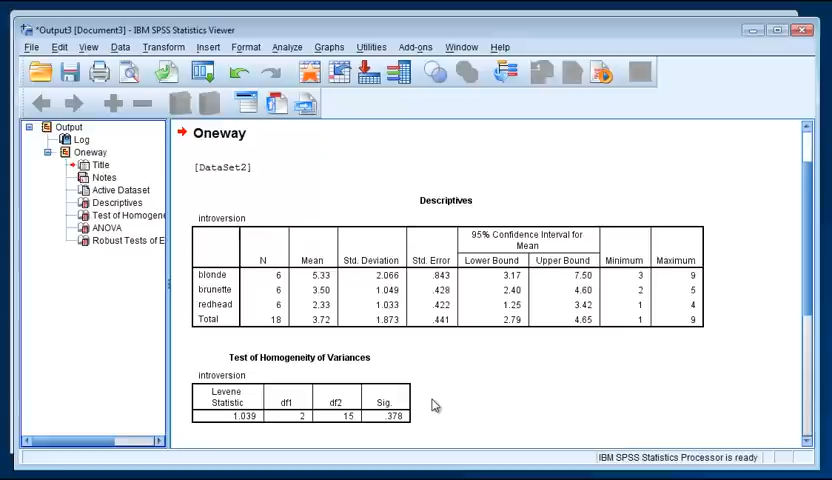 *Output3 [Document3] - IBM SPSS Statistics Viewer
File Edit View Data Transform Insert Format Analyze Graphs Utilities Add-ons Window Help
Output
Log
Oneway
Title
Notes
Active Dataset
Descriptives
Test of Homogene
ANOVA
Robust Tests of E
Oneway
[DataSet2]
Descriptives
introversion
95% Confidence Interval for Mean
N Mean Std. Deviation Std. Error Lower Bound Upper Bound Minimum Maximum
blonde 6 5.33 2.066 .843 3.17 7.50 3 9
brunette 6 3.50 1.049 .428 2.40 4.60 2 5
redhead 6 2.33 1.033 .422 1.25 3.42 1 4
Total 18 3.72 1.873 .441 2.79 4.65 1 9
Test of Homogeneity of Variances
introversion
Levene Statistic df1 df2 Sig.
1.039 2 15 .378
IBM SPSS Statistics Processor is ready